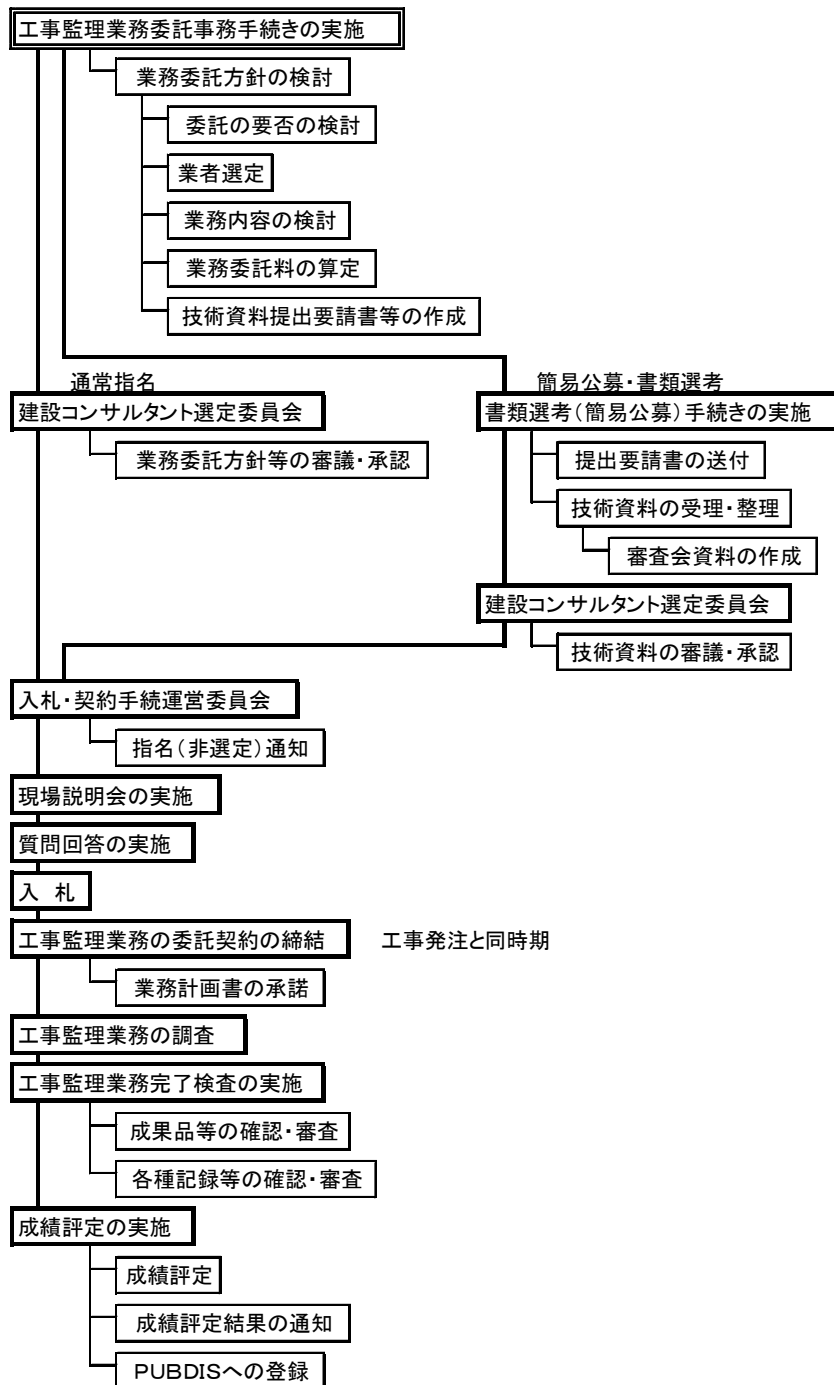 工事監理業務委託事務手続きの実施
業務委託方針の検討
委託の要否の検討
業者選定
業務内容の検討
業務委託料の算定
技術資料提出要請書等の作成
通常指名
建設コンサルタント選定委員会
業務委託方針等の審議・承認
簡易公募・書類選考
書類選考（簡易公募）手続きの実施
提出要請書の送付
技術資料の受理・整理
審査会資料の作成
建設コンサルタント選定委員会
技術資料の審議・承認
入札・契約手続運営委員会
指名（非選定）通知
現場説明会の実施
質問回答の実施
入　札
工事監理業務の委託契約の締結　工事発注と同時期
業務計画書の承諾
工事監理業務の調査
工事監理業務完了検査の実施
成果品等の確認・審査
各種記録等の確認・審査
成績評定の実施
成績評定
成績評定結果の通知
PUBDISへの登録